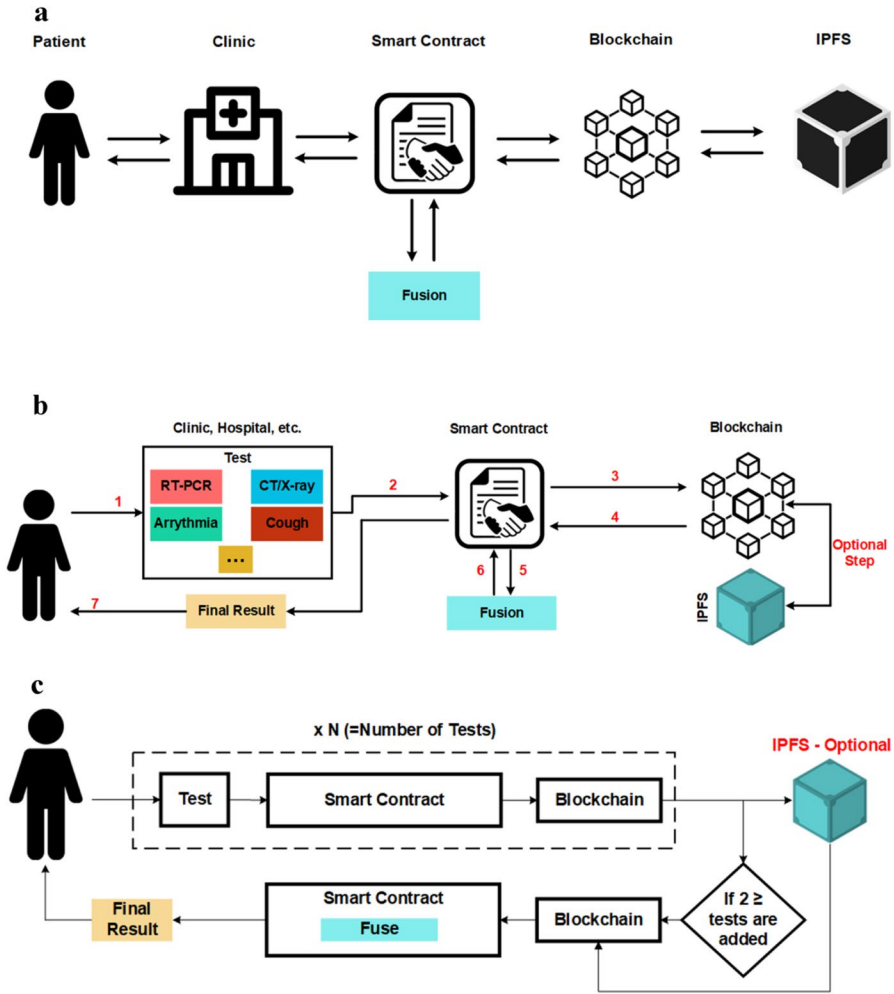 a
Patient
Clinic
Smart Contract
Blockchain
IPFS
Fusion
b
Clinic, Hospital, etc.
Smart Contract
Blockchain
Test
RT-PCR
CT/X-ray
1
2
3
Arrythmia
Cough
4
...
Optional
Step
6
5
7
Final Result
Fusion
IPFS
c
x N (=Number of Tests)
IPFS - Optional
Test
Smart Contract
Blockchain
Final
Result
Smart Contract
Fuse
Blockchain
If 2 ≥
tests are
added